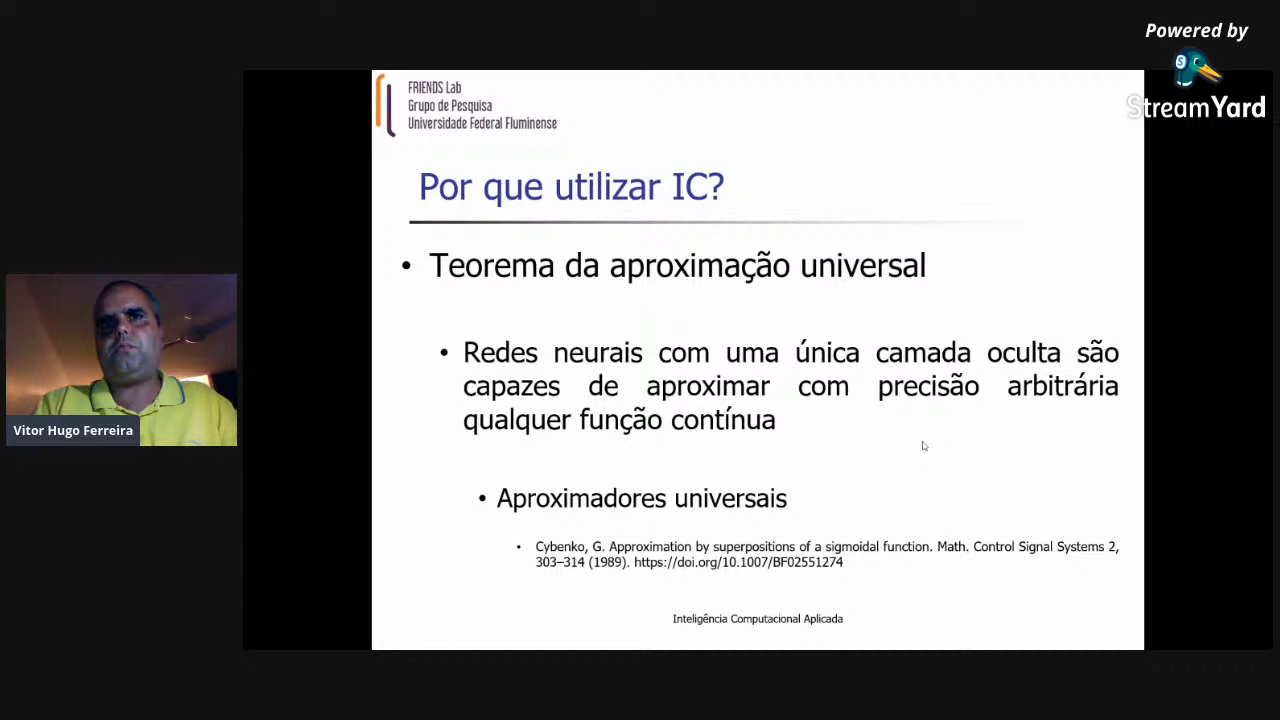 Powered by
StreamYard
FRIENDS Lab
Grupo de Pesquisa
Universidade Federal Fluminense
Por que utilizar IC?
• Teorema da aproximação universal
• Redes neurais com uma única camada oculta são
capazes de aproximar com precisão arbitrária
qualquer função contínua
• Aproximadores universais
• Cybenko, G. Approximation by superpositions of a sigmoidal function. Math. Control Signal Systems 2,
303–314 (1989). https://doi.org/10.1007/BF02551274
Inteligência Computacional Aplicada
Vitor Hugo Ferreira